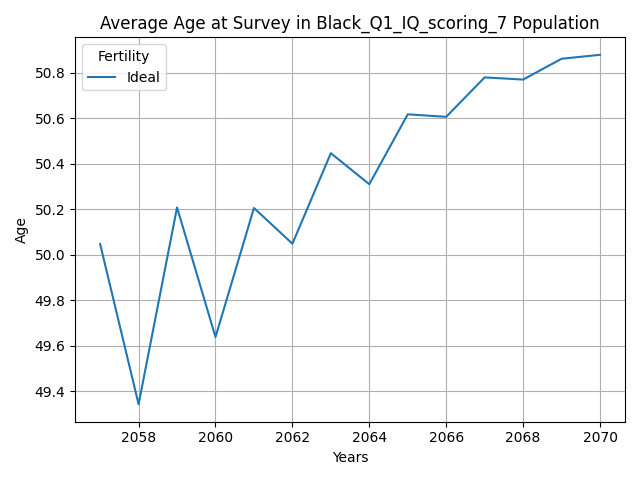 Average Age at Survey in Black_Q1_IQ_scoring_7 Population
Fertility
Ideal
50.8
50.6
50.4
50.2
50.0
49.8
49.6
49.4
Age
2058 2060 2062 2064 2066 2068 2070
Years